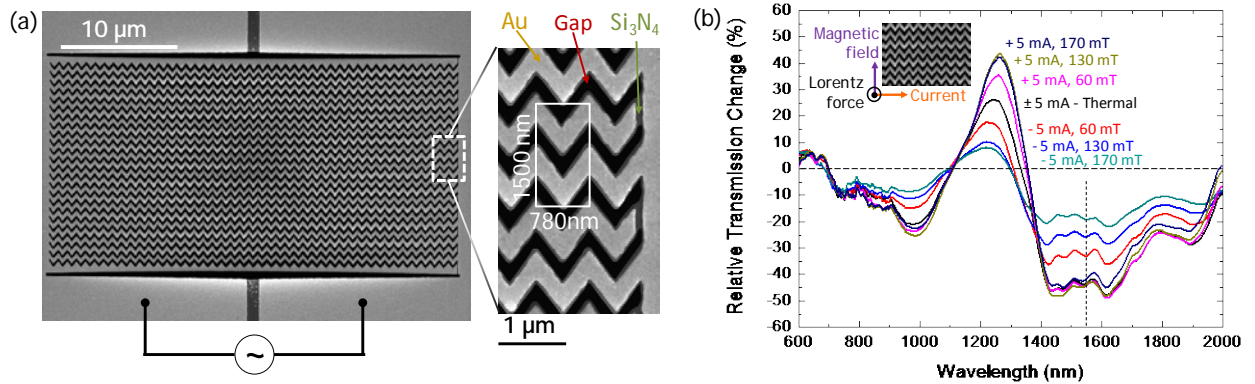 (a)
10 μm
Au
Gap
Si₃N₄
1500 nm
780nm
1 μm
~
(b)
Relative Transmission Change (%)
60
50
40
30
20
10
0
-10
-20
-30
-40
-50
-60
600
800
1000
1200
1400
1600
1800
2000
Wavelength (nm)
Magnetic
field
Lorentz
force
Current
+ 5 mA, 170 mT
+ 5 mA, 130 mT
+ 5 mA, 60 mT
± 5 mA - Thermal
- 5 mA, 60 mT
- 5 mA, 130 mT
- 5 mA, 170 mT